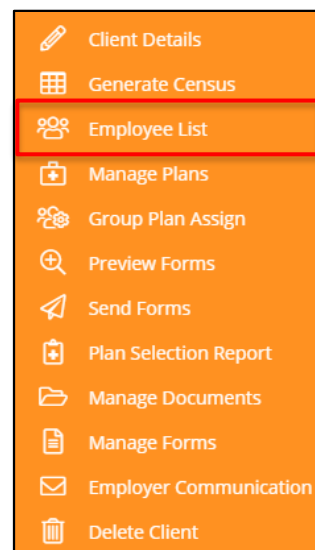 Client Details
Generate Census
Employee List
Manage Plans
Group Plan Assign
Preview Forms
Send Forms
Plan Selection Report
Manage Documents
Manage Forms
Employer Communication
Delete Client